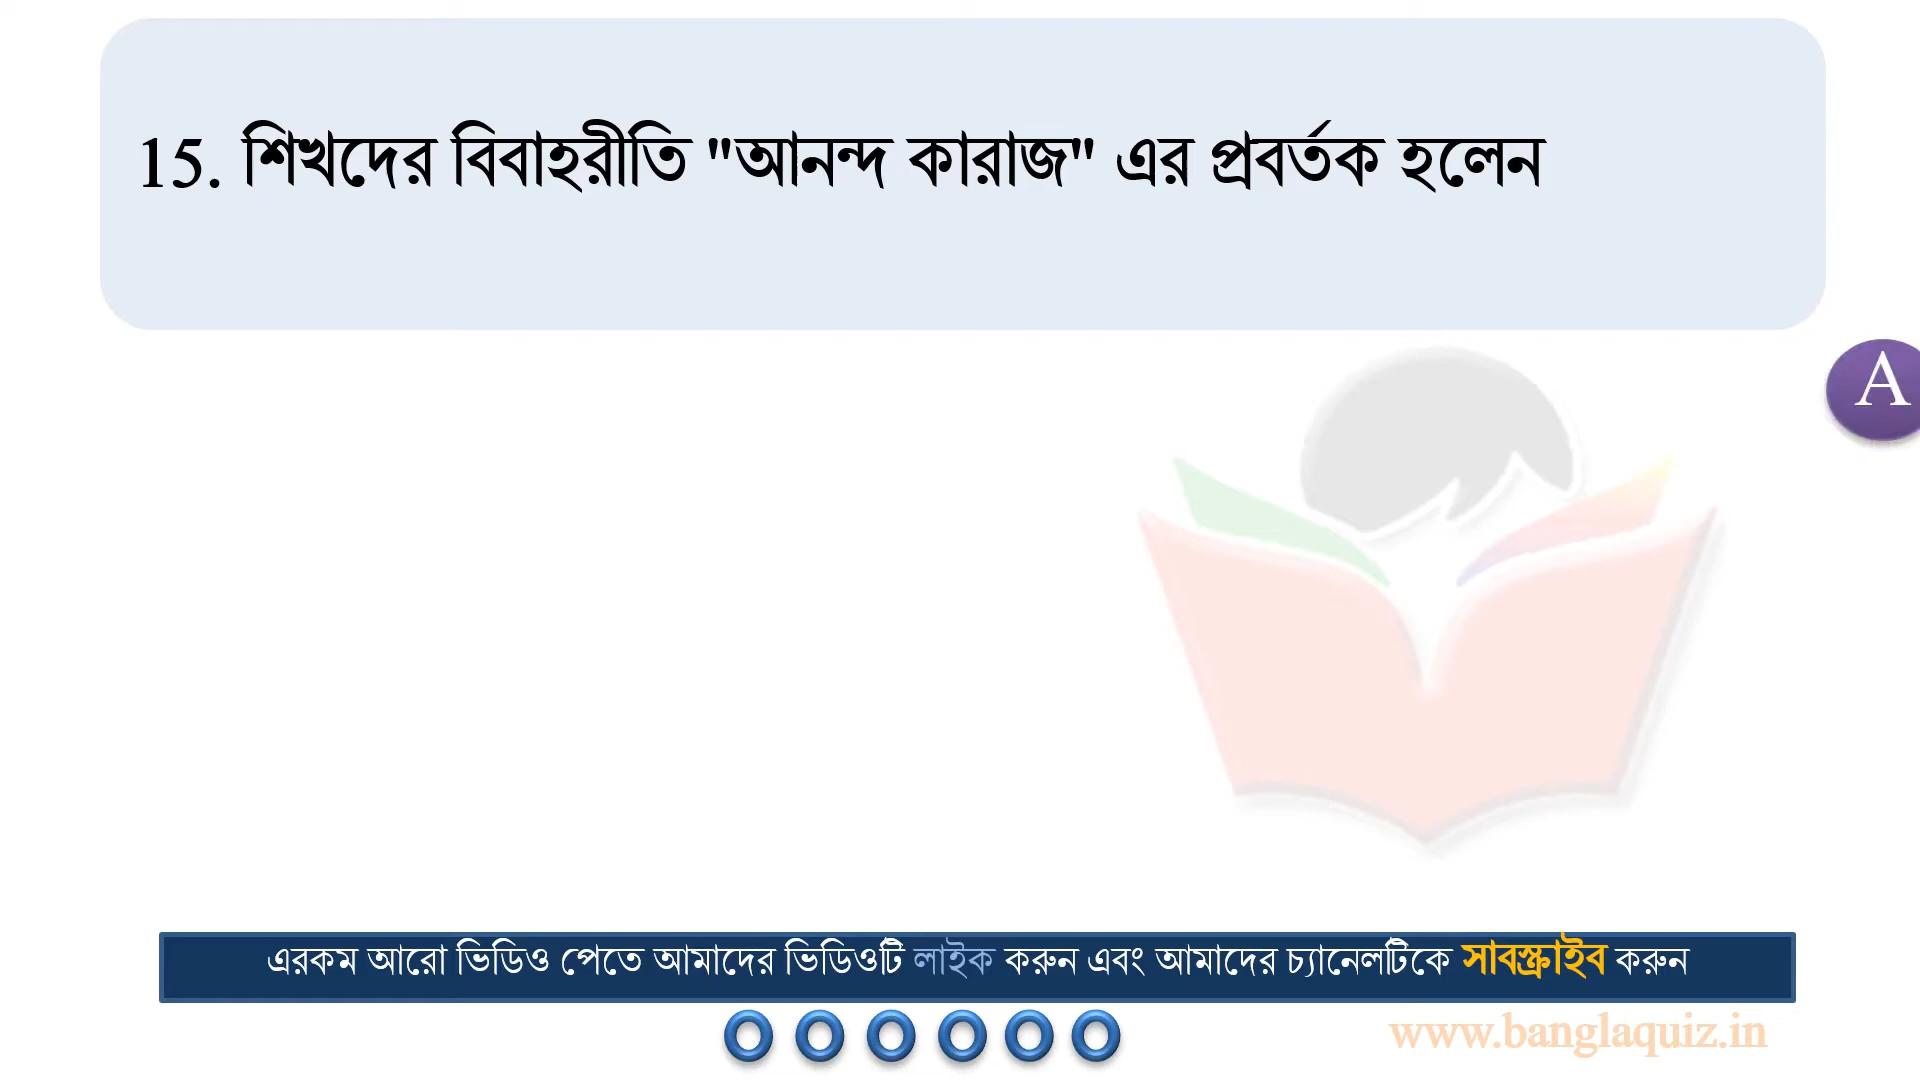 15. শিখদের বিবাহরীতি "আনন্দ কারাজ" এর প্রবর্তক হলেন
A
এরকম আরো ভিডিও পেতে আমাদের ভিডিওটি লাইক করুন এবং আমাদের চ্যানেলটিকে সাবস্ক্রাইব করুন
www.banglaquiz.in